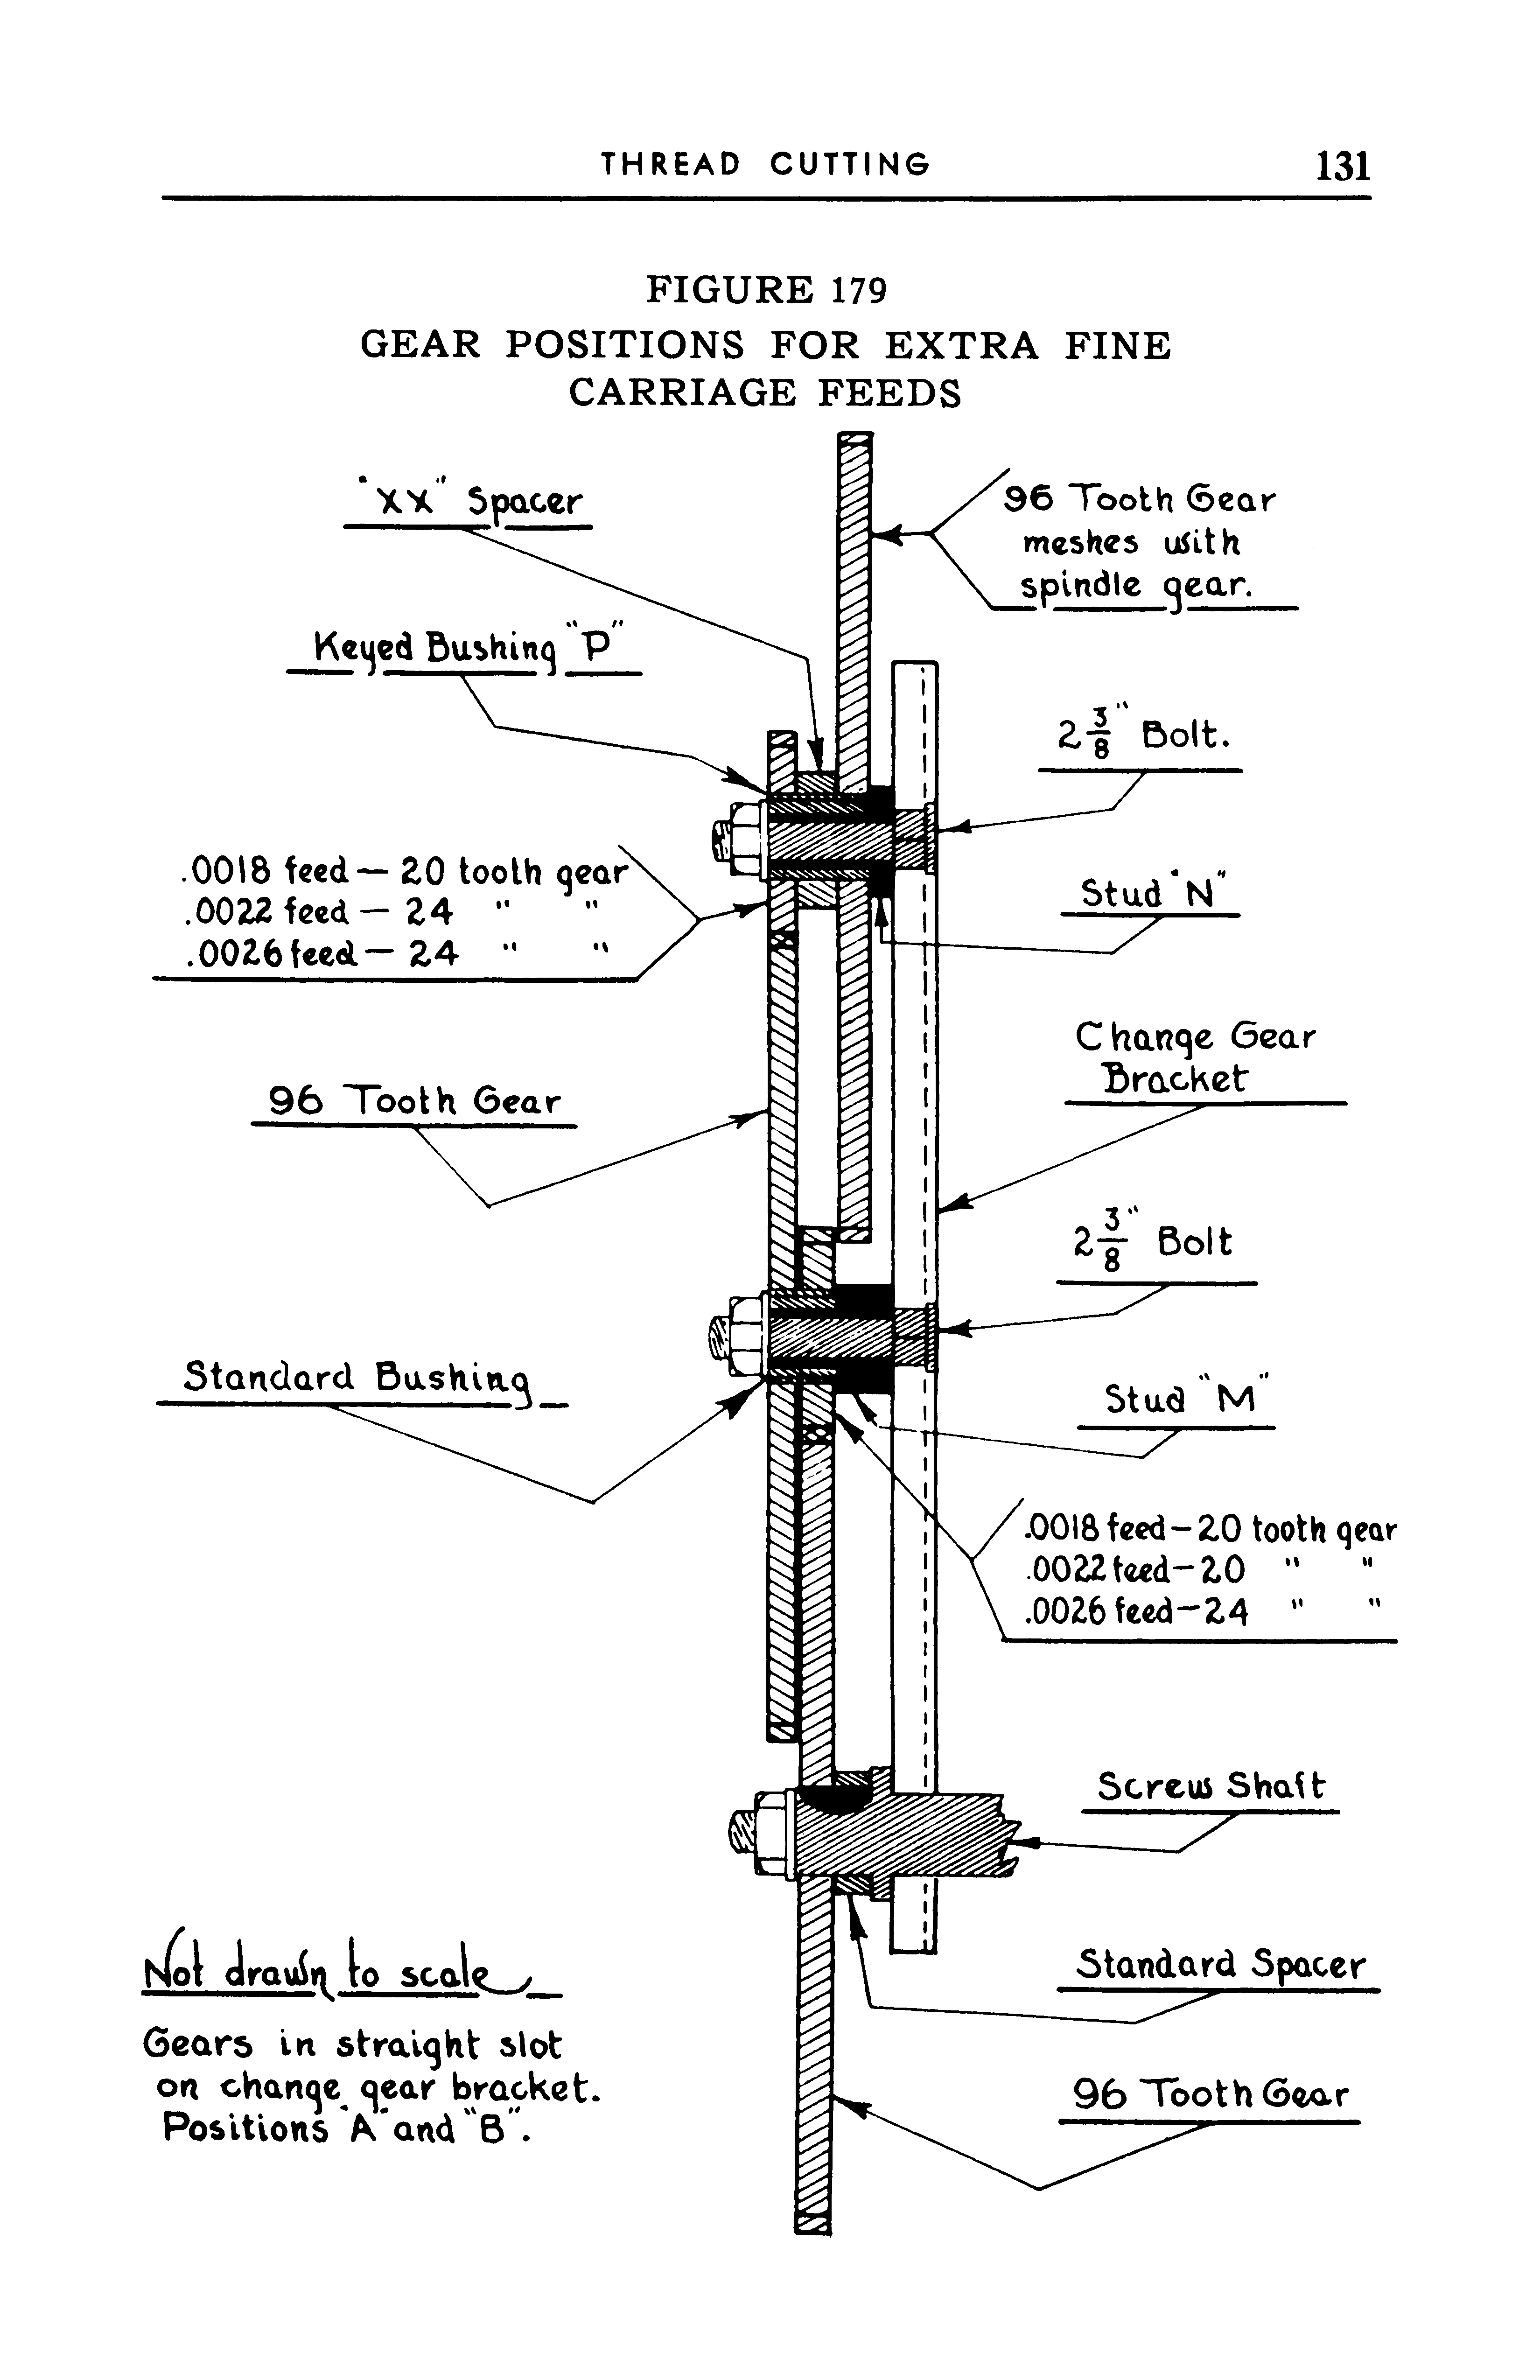 THREAD CUTTING 131
FIGURE 179
GEAR POSITIONS FOR EXTRA FINE
CARRIAGE FEEDS
"XX" Spacer
96 Tooth Gear
meshes with
spindle gear.
Keyed Bushing "P"
2 3/8" Bolt.
.0018 feed — 20 tooth gear
.0022 feed — 24 " "
.0026 feed — 24 " "
Stud "N"
Change Gear
Bracket
96 Tooth Gear
2 3/8" Bolt
Standard Bushing
Stud "M"
.0018 feed — 20 tooth gear
.0022 feed — 20 " "
.0026 feed — 24 " "
Screw Shaft
Not drawn to scale
Standard Spacer
Gears in straight slot
on change gear bracket.
Positions "A" and "B".
96 Tooth Gear